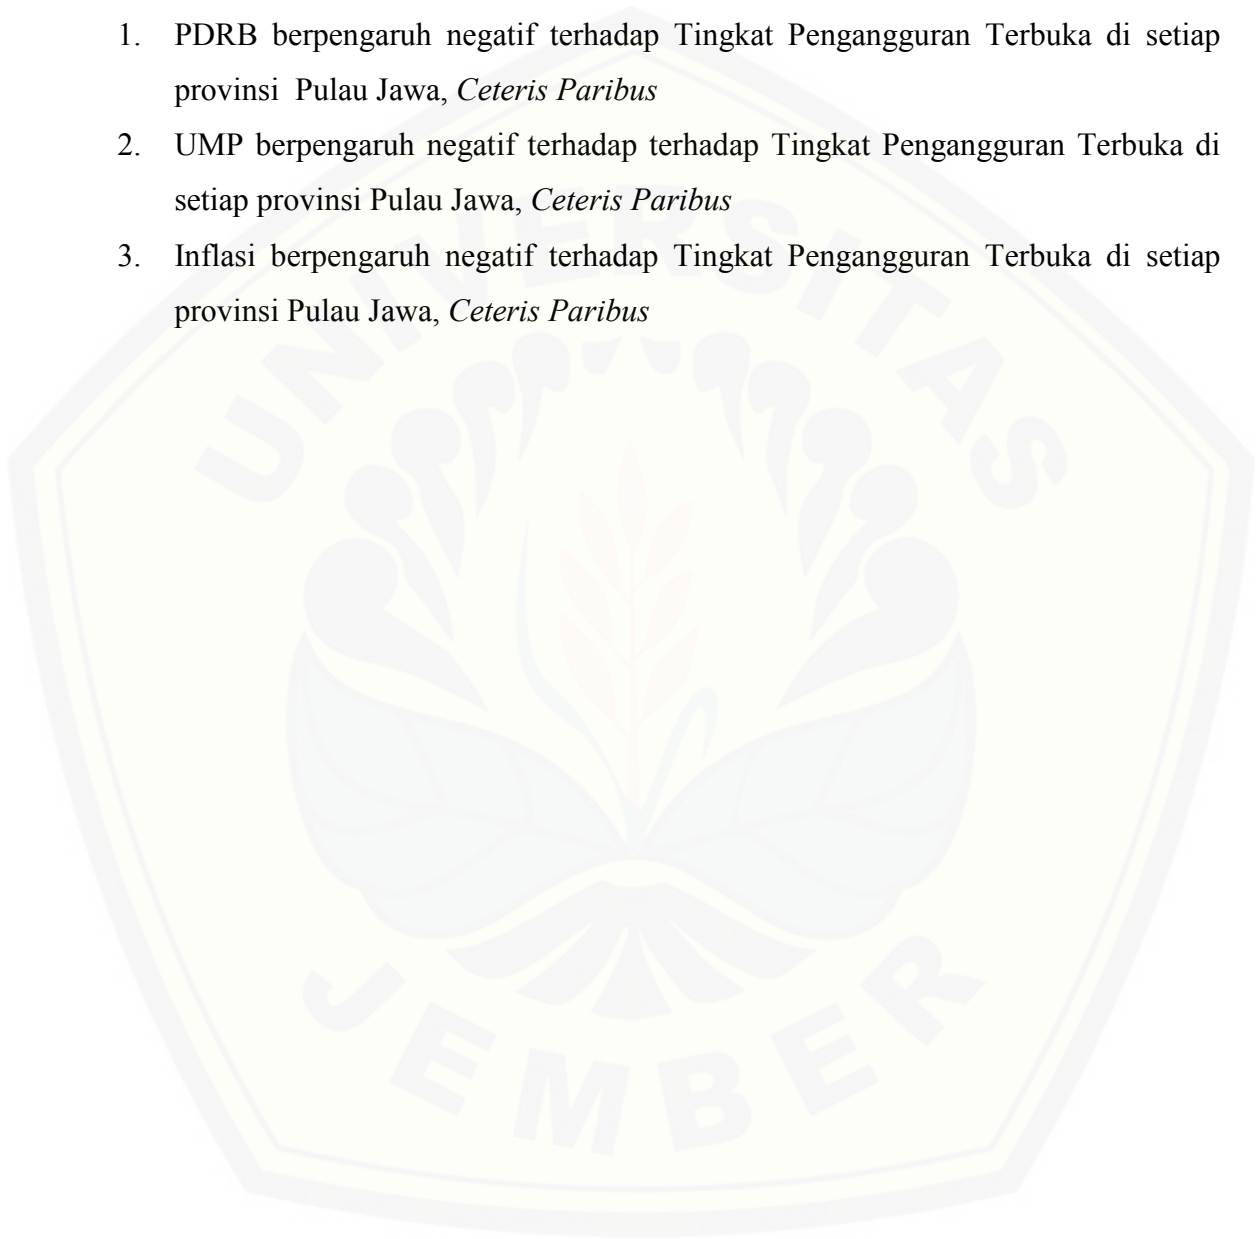 1. PDRB berpengaruh negatif terhadap Tingkat Pengangguran Terbuka di setiap
provinsi Pulau Jawa, Ceteris Paribus
2. UMP berpengaruh negatif terhadap terhadap Tingkat Pengangguran Terbuka di
setiap provinsi Pulau Jawa, Ceteris Paribus
3. Inflasi berpengaruh negatif terhadap Tingkat Pengangguran Terbuka di setiap
provinsi Pulau Jawa, Ceteris Paribus
UNIVERSITAS
JEMBER